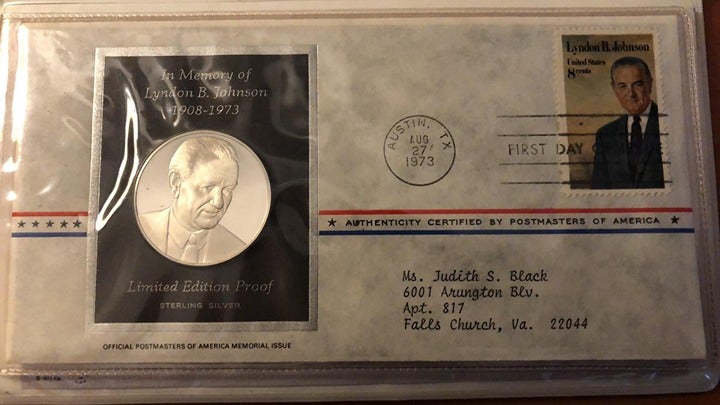 In Memory of
Lyndon B. Johnson
1908-1973
Limited Edition Proof
STERLING SILVER
OFFICIAL POSTMASTERS OF AMERICA MEMORIAL ISSUE
Lyndon B. Johnson
United States
8 cents
AUSTIN, TX
AUG
27
1973
FIRST DAY OF
★ AUTHENTICITY CERTIFIED BY POSTMASTERS OF AMERICA ★
Ms. Judith S. Black
6001 Arungton Blv.
Apt. 817
Falls Church, Va. 22044